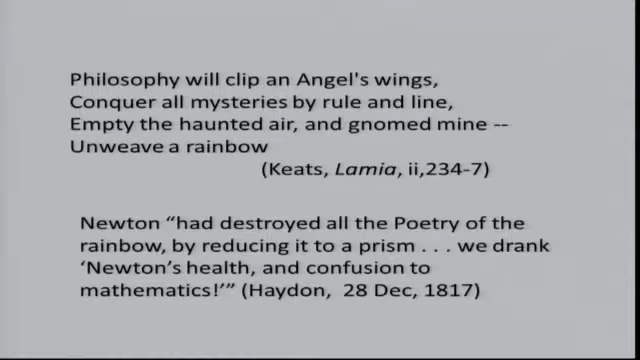 Philosophy will clip an Angel's wings,
Conquer all mysteries by rule and line,
Empty the haunted air, and gnomed mine --
Unweave a rainbow
(Keats, Lamia, ii,234-7)
Newton “had destroyed all the Poetry of the
rainbow, by reducing it to a prism . . . we drank
‘Newton’s health, and confusion to
mathematics!’” (Haydon,  28 Dec, 1817)